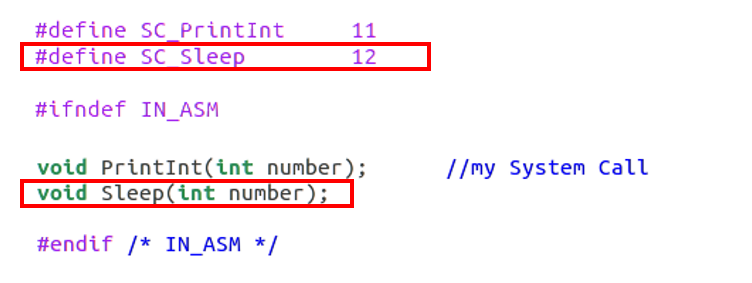 #define SC_PrintInt 11
#define SC_Sleep 12
#ifndef IN_ASM
void PrintInt(int number); //my System Call
void Sleep(int number);
#endif /* IN_ASM */